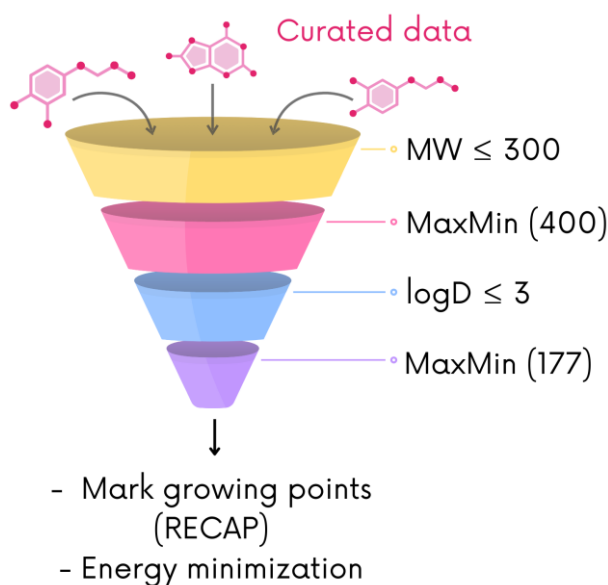 Curated data
MW ≤ 300
MaxMin (400)
logD ≤ 3
MaxMin (177)
- Mark growing points
(RECAP)
- Energy minimization